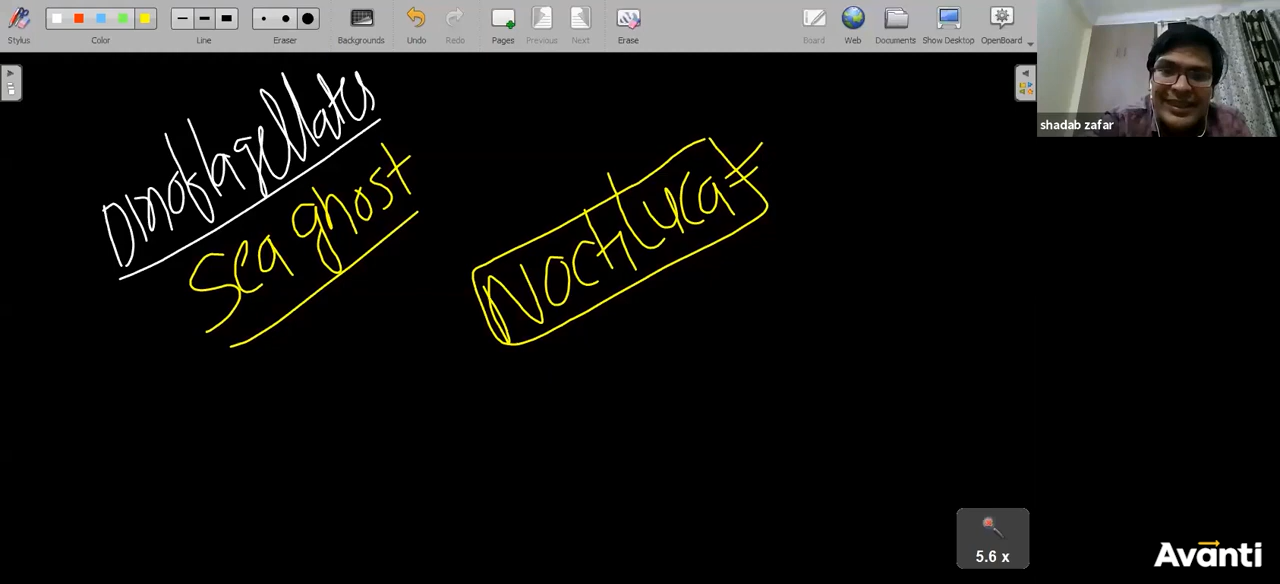 Stylus
Color
Line
Eraser
Backgrounds
Undo
Redo
Pages
Previous
Next
Erase
Board
Web
Documents
Show Desktop
OpenBoard
shadab zafar
Dinoflagellates
Sea ghost
Noctiluca
5.6 x
Avanti